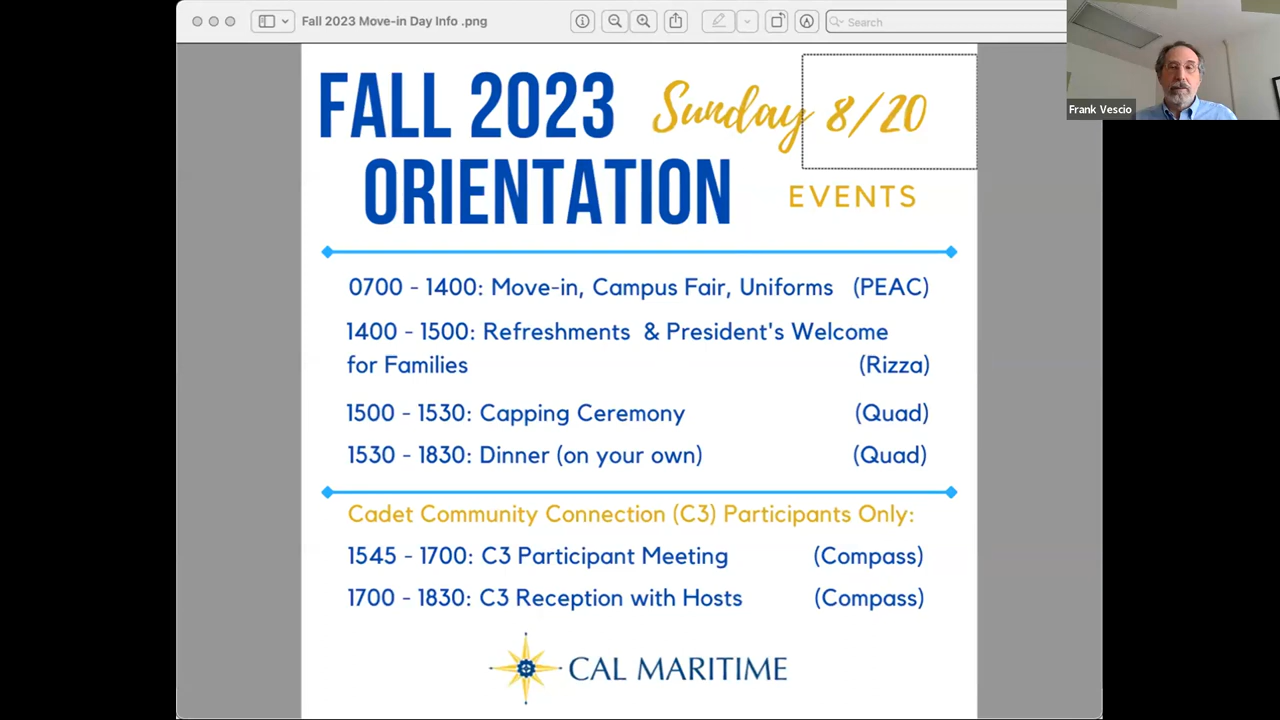 Fall 2023 Move-in Day Info .png
Search
Frank Vescio
FALL 2023
Sunday 8/20
ORIENTATION
EVENTS
0700 - 1400: Move-in, Campus Fair, Uniforms (PEAC)
1400 - 1500: Refreshments & President's Welcome
for Families (Rizza)
1500 - 1530: Capping Ceremony (Quad)
1530 - 1830: Dinner (on your own) (Quad)
Cadet Community Connection (C3) Participants Only:
1545 - 1700: C3 Participant Meeting (Compass)
1700 - 1830: C3 Reception with Hosts (Compass)
CAL MARITIME